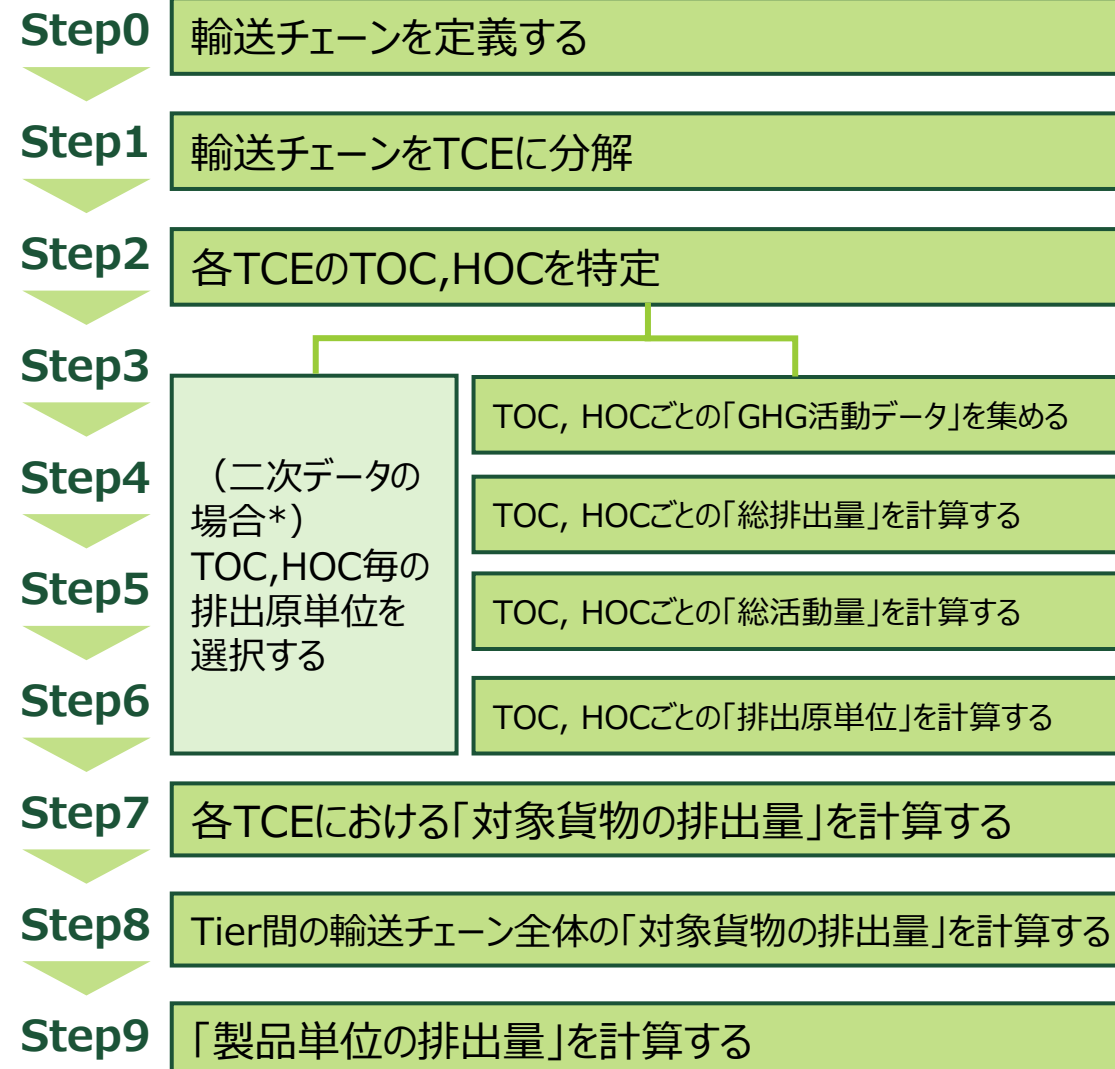 Step0
輸送チェーンを定義する
Step1
輸送チェーンをTCEに分解
Step2
各TCEのTOC,HOCを特定
Step3
Step4
Step5
Step6
（二次データの
場合*）
TOC,HOC毎の
排出原単位を
選択する
TOC, HOCごとの「GHG活動データ」を集める
TOC, HOCごとの「総排出量」を計算する
TOC, HOCごとの「総活動量」を計算する
TOC, HOCごとの「排出原単位」を計算する
Step7
各TCEにおける「対象貨物の排出量」を計算する
Step8
Tier間の輸送チェーン全体の「対象貨物の排出量」を計算する
Step9
「製品単位の排出量」を計算する